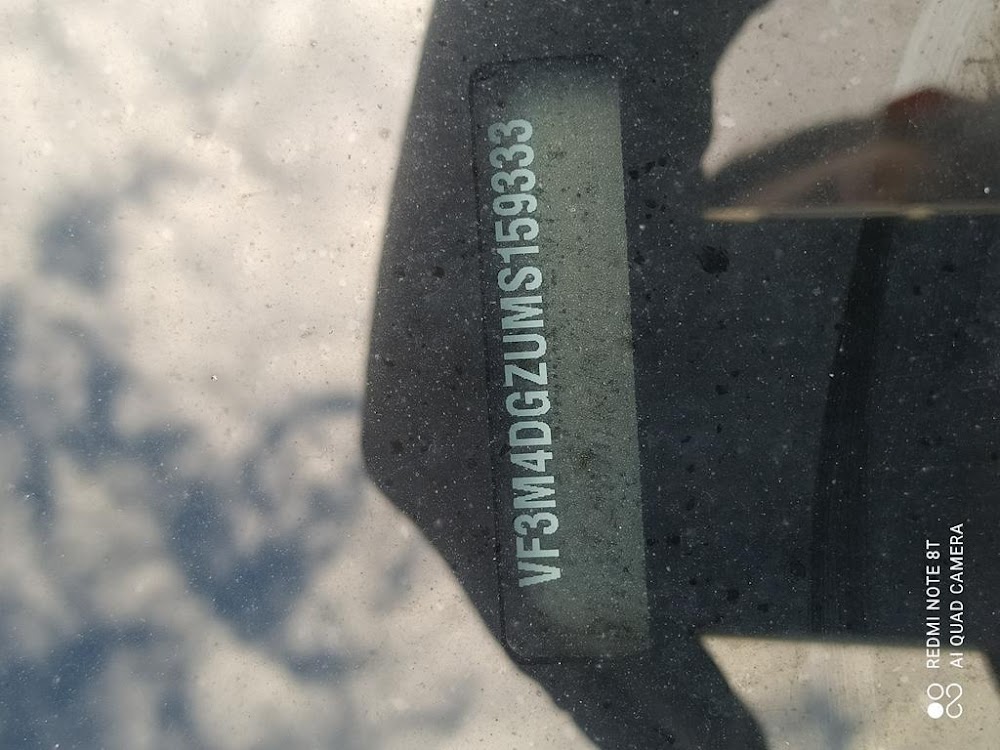 VF3M4DGZUMS159333
REDMI NOTE 8T
AI QUAD CAMERA